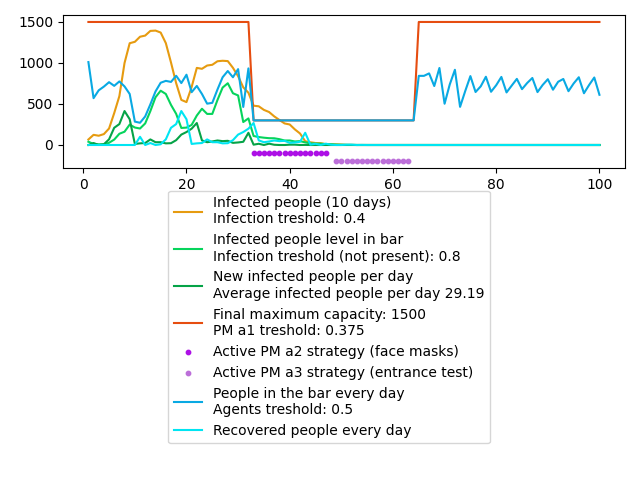 1500
1000
500
0
0 20 40 60 80 100
Infected people (10 days)
Infection treshold: 0.4
Infected people level in bar
Infection treshold (not present): 0.8
New infected people per day
Average infected people per day 29.19
Final maximum capacity: 1500
PM a1 treshold: 0.375
Active PM a2 strategy (face masks)
Active PM a3 strategy (entrance test)
People in the bar every day
Agents treshold: 0.5
Recovered people every day